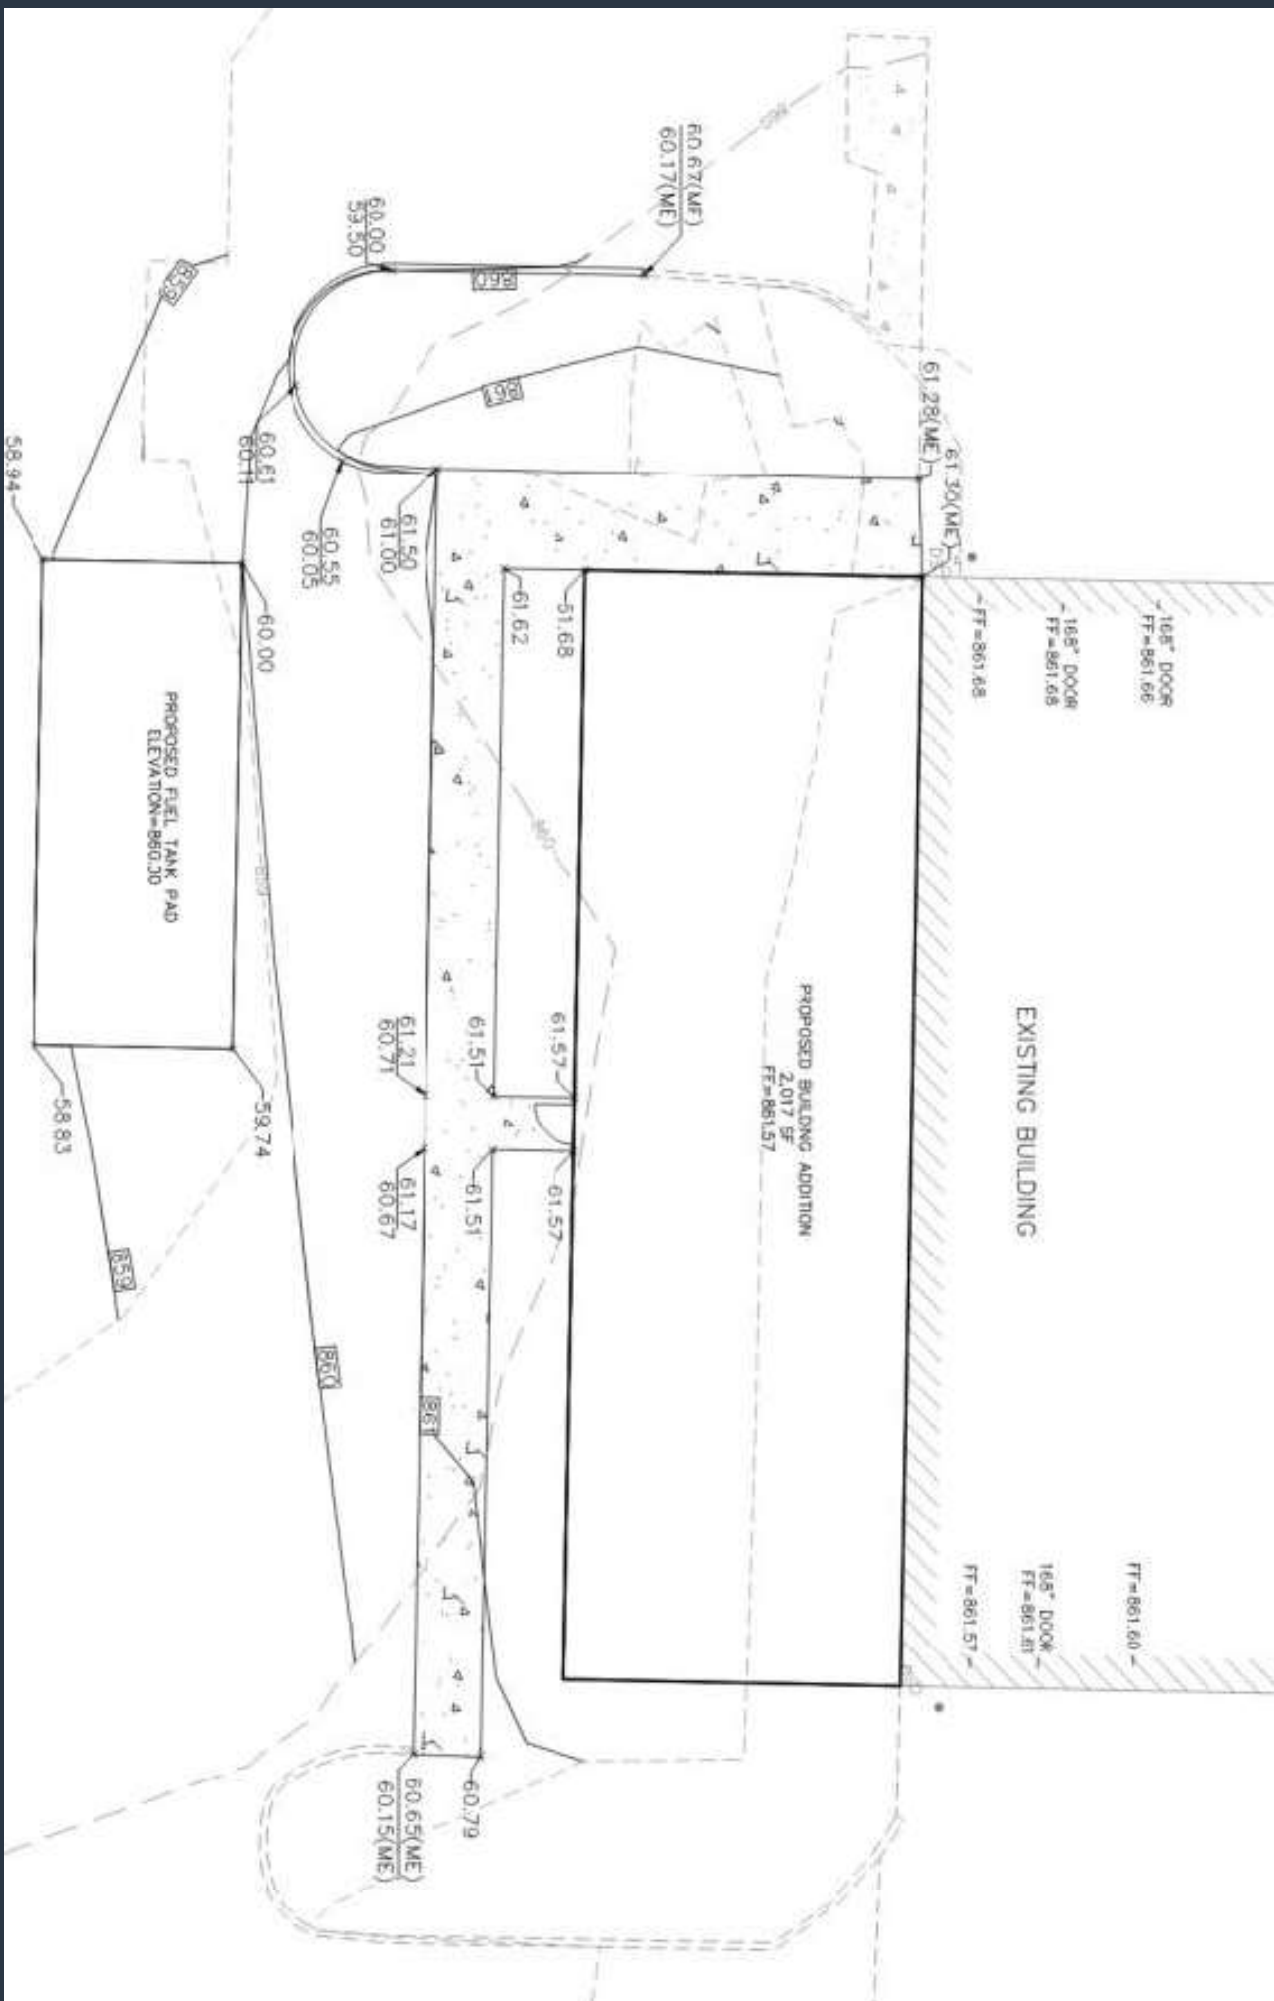 EXISTING BUILDING
168" DOOR
FF=861.66
168" DOOR
FF=861.68
FF=861.68
FF=861.60
168" DOOR
FF=861.61
FF=861.57
PROPOSED BUILDING ADDITION
2,017 SF
FF=861.57
61.30(ME)
61.28(ME)
60.67(ME)
60.17(ME)
60.00
59.50
860
861
859
61.68
61.62
61.50
61.00
60.55
60.05
60.61
60.11
58.94
60.00
PROPOSED FUEL TANK PAD
61.57
61.51
61.21
60.71
61.57
61.51
61.17
60.67
59.74
58.83
859
860
861
860
60.79
60.65(ME)
60.15(ME)